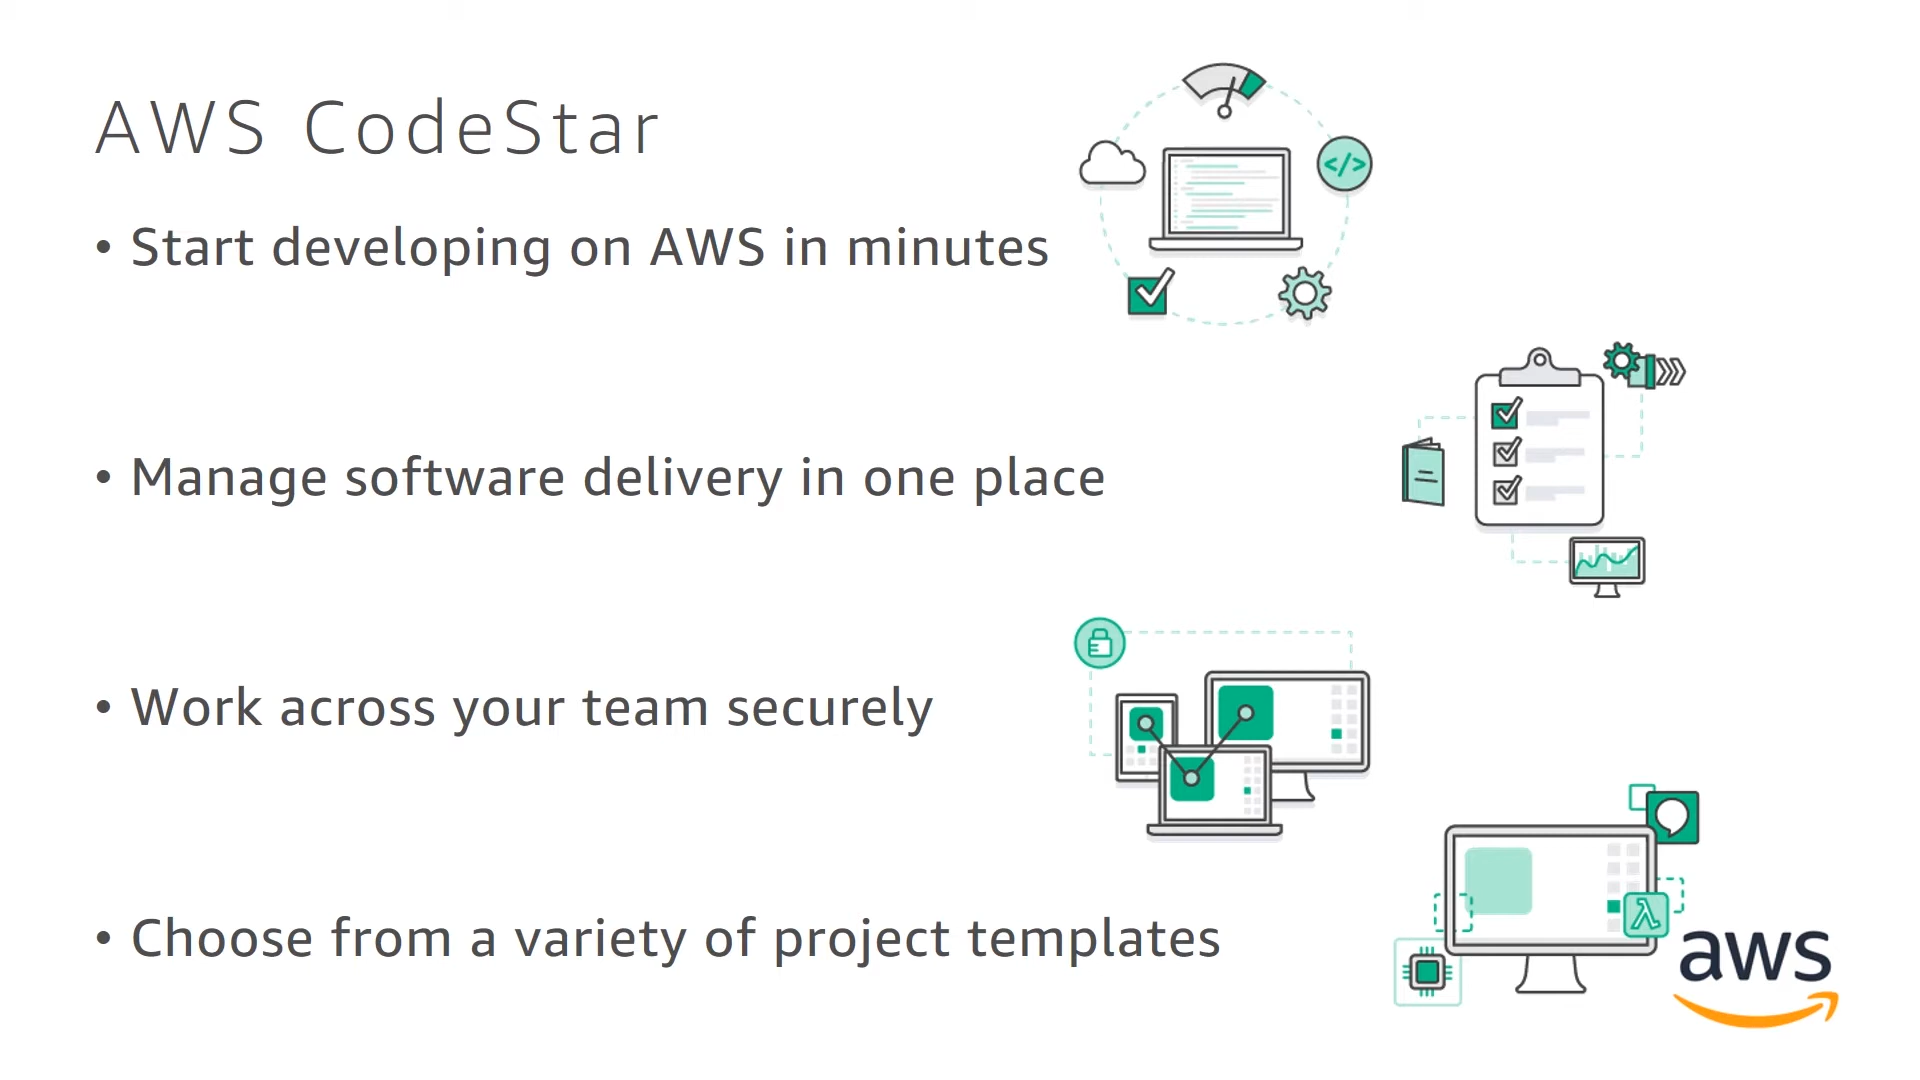 AWS CodeStar
</>
• Start developing on AWS in minutes
• Manage software delivery in one place
• Work across your team securely
• Choose from a variety of project templates
λ
aws